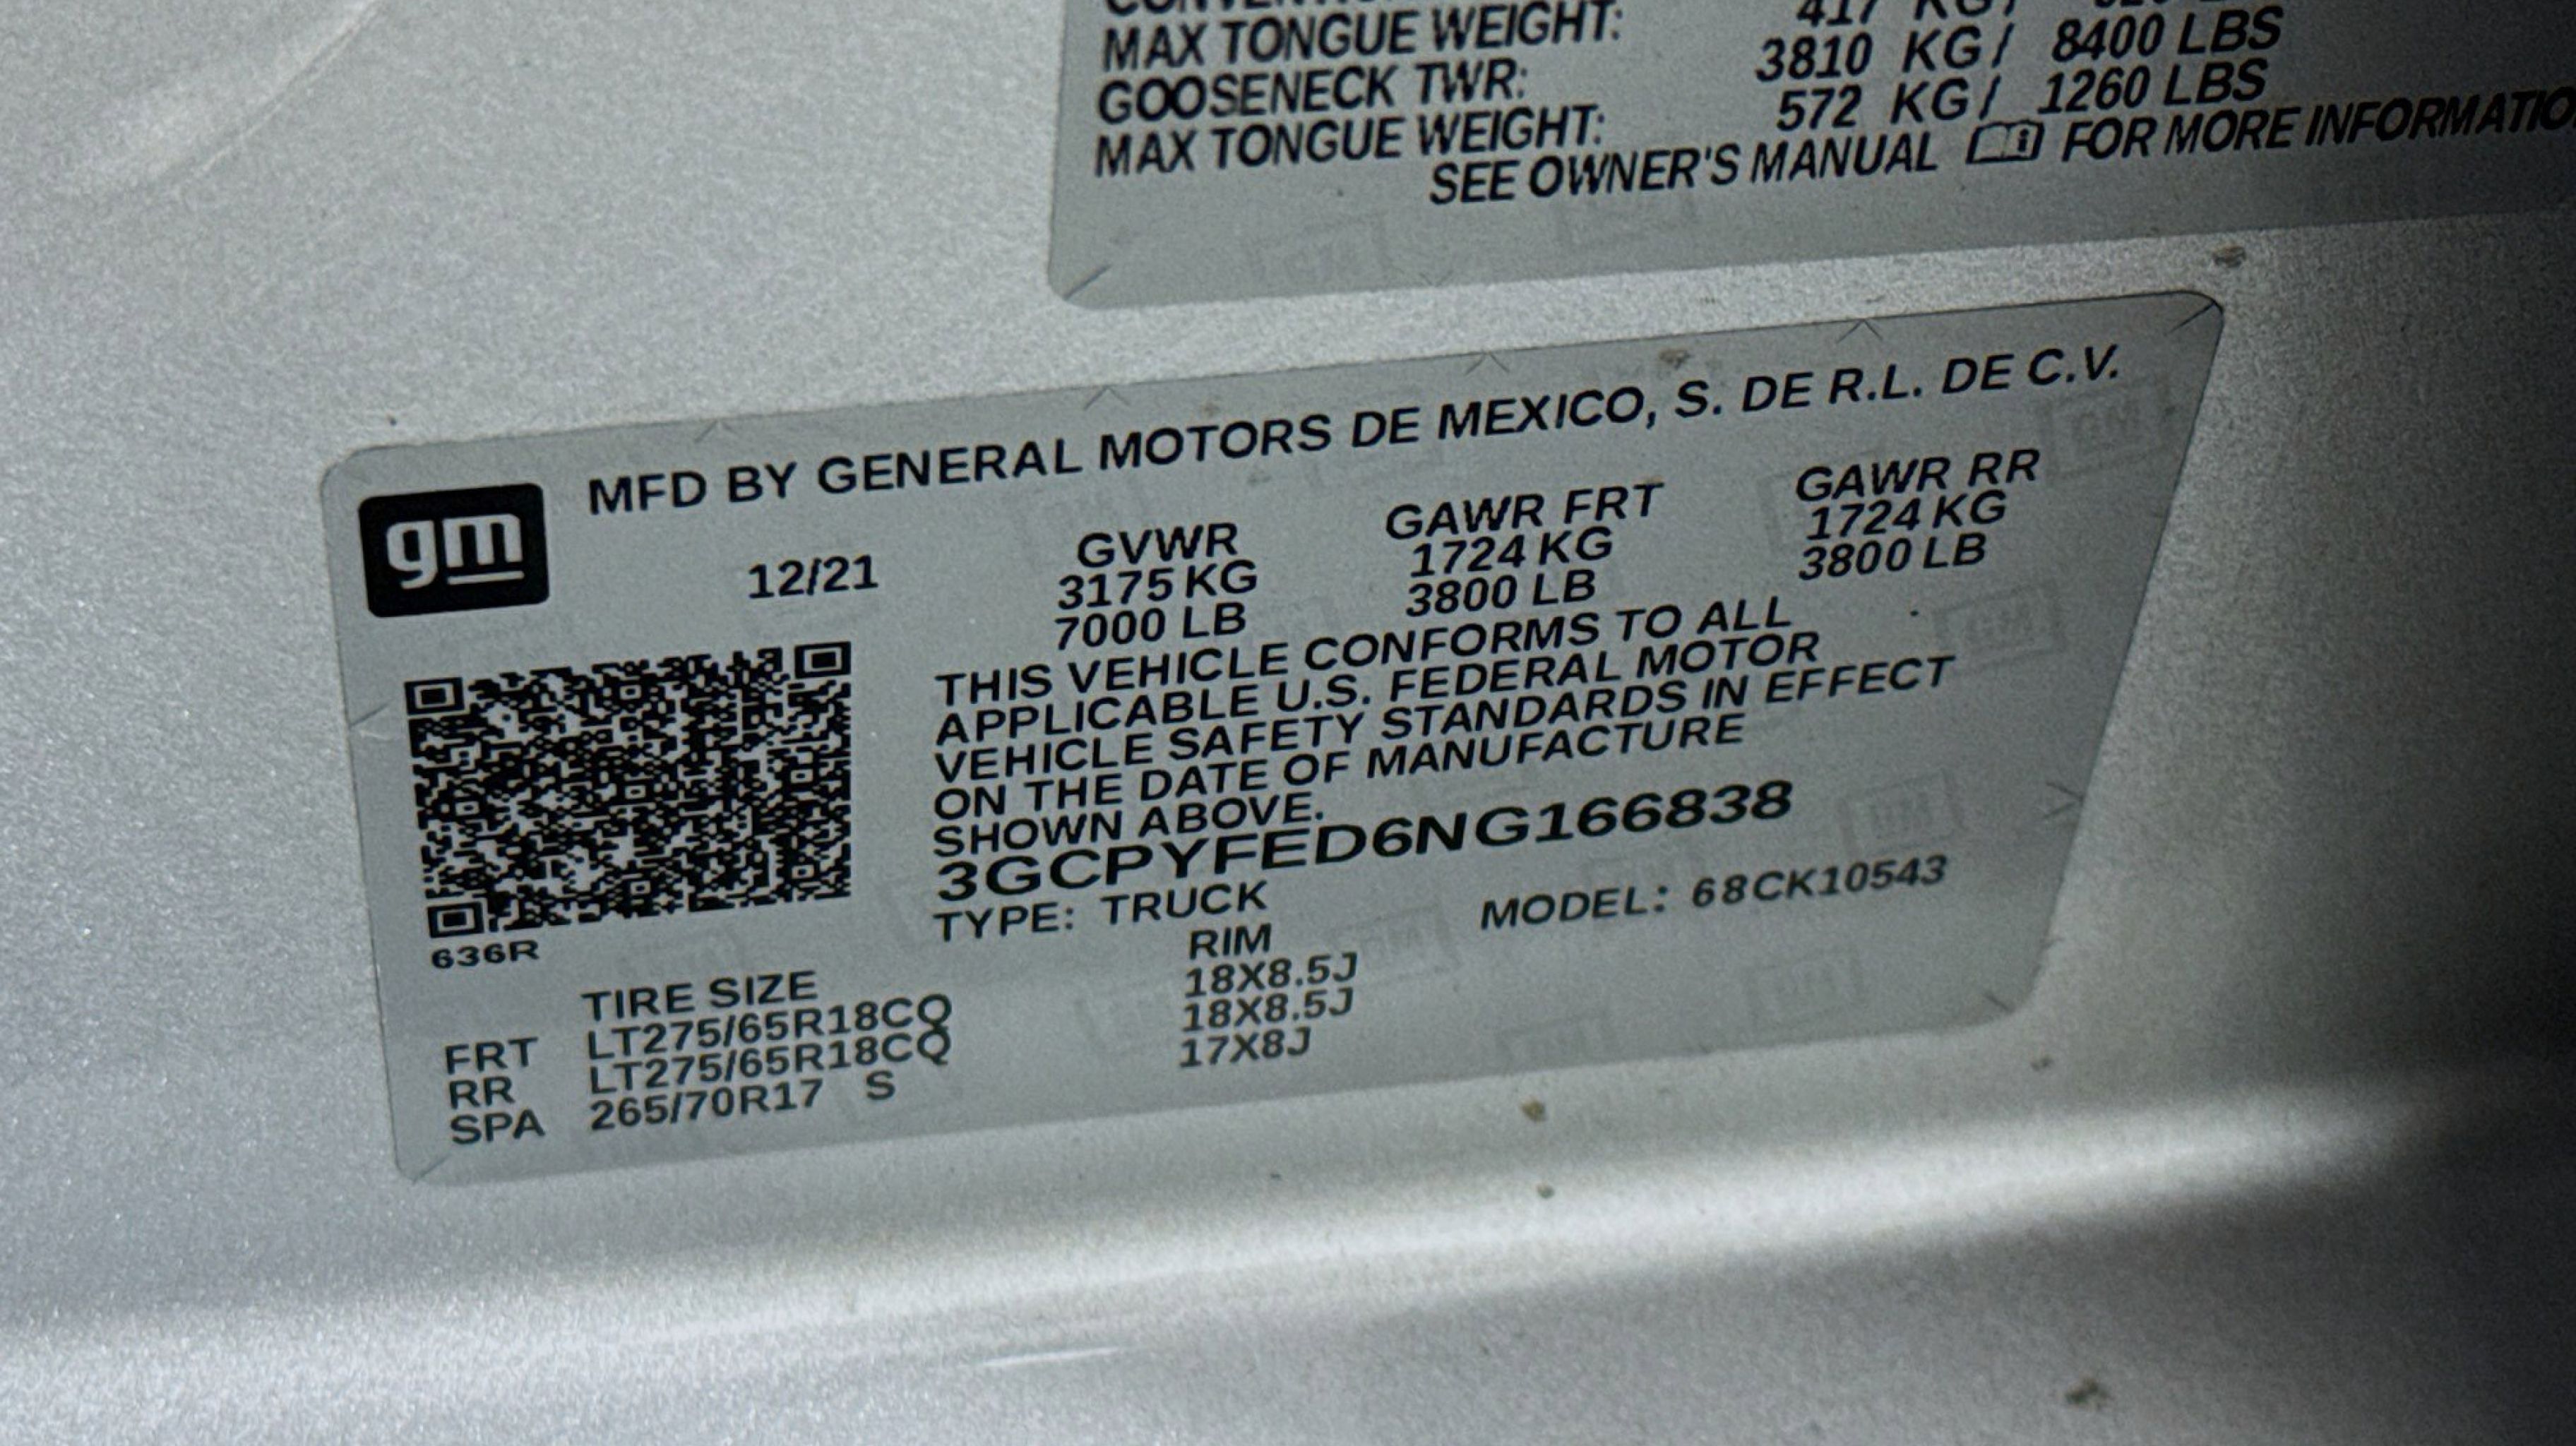 MAX TONGUE WEIGHT: 417 KG/
GOOSENECK TWR: 3810 KG / 8400 LBS
MAX TONGUE WEIGHT: 572 KG / 1260 LBS
SEE OWNER'S MANUAL FOR MORE INFORMATIO
gm
MFD BY GENERAL MOTORS DE MEXICO, S. DE R.L. DE C.V.
12/21
GVWR GAWR FRT GAWR RR
3175 KG 1724 KG 1724 KG
7000 LB 3800 LB 3800 LB
THIS VEHICLE CONFORMS TO ALL
APPLICABLE U.S. FEDERAL MOTOR
VEHICLE SAFETY STANDARDS IN EFFECT
ON THE DATE OF MANUFACTURE
SHOWN ABOVE.
3GCPYFED6NG166838
TYPE: TRUCK MODEL: 68CK10543
636R
TIRE SIZE RIM
FRT LT275/65R18CQ 18X8.5J
RR LT275/65R18CQ 18X8.5J
SPA 265/70R17 S 17X8J